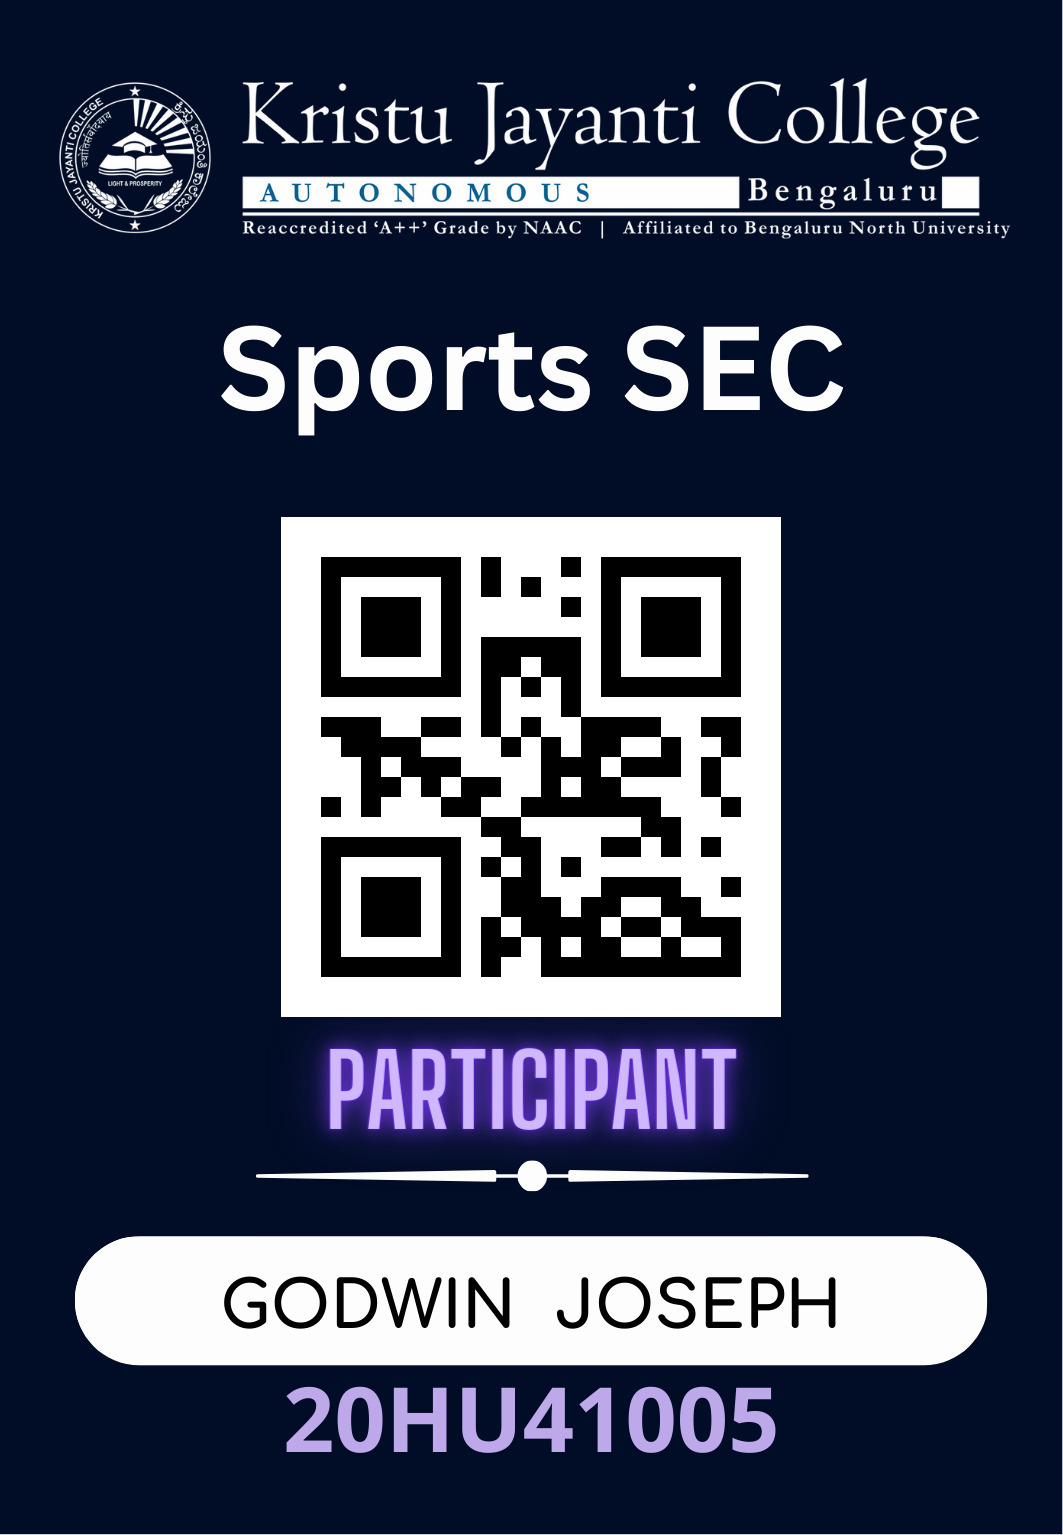 KRISTU JAYANTI COLLEGE
LIGHT & PROSPERITY
Kristu Jayanti College
AUTONOMOUS Bengaluru
Reaccredited ‘A++’ Grade by NAAC | Affiliated to Bengaluru North University
Sports SEC
PARTICIPANT
GODWIN JOSEPH
20HU41005